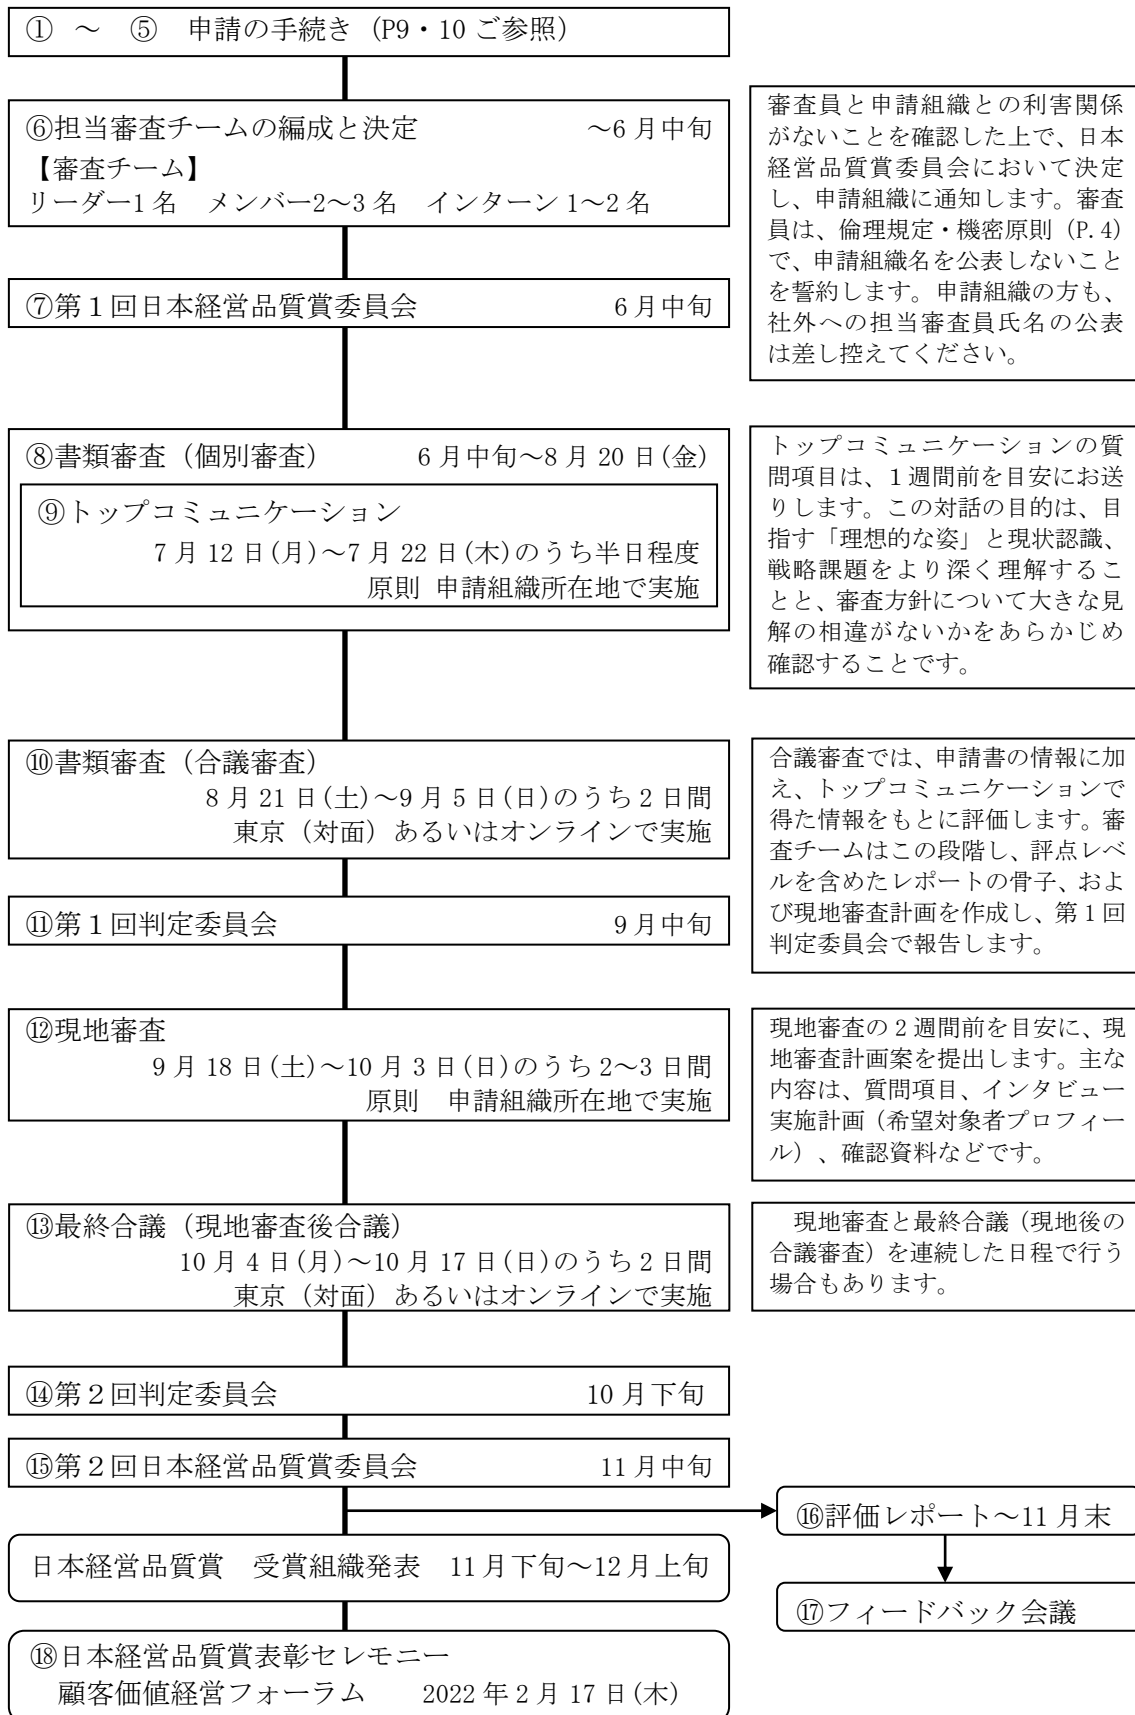 ① ～ ⑤ 申請の手続き（P9・10 ご参照）
⑥担当審査チームの編成と決定 ～6 月中旬
【審査チーム】
リーダー1 名 メンバー2～3 名 インターン 1～2 名
審査員と申請組織との利害関係
がないことを確認した上で、日本
経営品質賞委員会において決定
し、申請組織に通知します。審査
員は、倫理規定・機密原則（P.4）
で、申請組織名を公表しないこと
を誓約します。申請組織の方も、
社外への担当審査員氏名の公表
は差し控えてください。
⑦第１回日本経営品質賞委員会 6 月中旬
⑧書類審査（個別審査） 6 月中旬～8 月 20 日(金)
⑨トップコミュニケーション
7 月 12 日(月)～7 月 22 日(木)のうち半日程度
原則 申請組織所在地で実施
トップコミュニケーションの質
問項目は、1 週間前を目安にお送
りします。この対話の目的は、目
指す「理想的な姿」と現状認識、
戦略課題をより深く理解するこ
とと、審査方針について大きな見
解の相違がないかをあらかじめ
確認することです。
⑩書類審査（合議審査）
8 月 21 日(土)～9 月 5 日(日)のうち 2 日間
東京（対面）あるいはオンラインで実施
合議審査では、申請書の情報に加
え、トップコミュニケーションで
得た情報をもとに評価します。審
査チームはこの段階し、評点レベ
ルを含めたレポートの骨子、およ
び現地審査計画を作成し、第 1 回
判定委員会で報告します。
⑪第１回判定委員会 9 月中旬
⑫現地審査
9 月 18 日(土)～10 月 3 日(日)のうち 2～3 日間
原則 申請組織所在地で実施
現地審査の 2 週間前を目安に、現
地審査計画案を提出します。主な
内容は、質問項目、インタビュー
実施計画（希望対象者プロフィー
ル）、確認資料などです。
⑬最終合議（現地審査後合議）
10 月 4 日(月)～10 月 17 日(日)のうち 2 日間
東京（対面）あるいはオンラインで実施
現地審査と最終合議（現地後の
合議審査）を連続した日程で行う
場合もあります。
⑭第２回判定委員会 10 月下旬
⑮第２回日本経営品質賞委員会 11 月中旬
⑯評価レポート～11 月末
日本経営品質賞 受賞組織発表 11 月下旬～12 月上旬
⑰フィードバック会議
⑱日本経営品質賞表彰セレモニー
顧客価値経営フォーラム 2022 年 2 月 17 日(木)